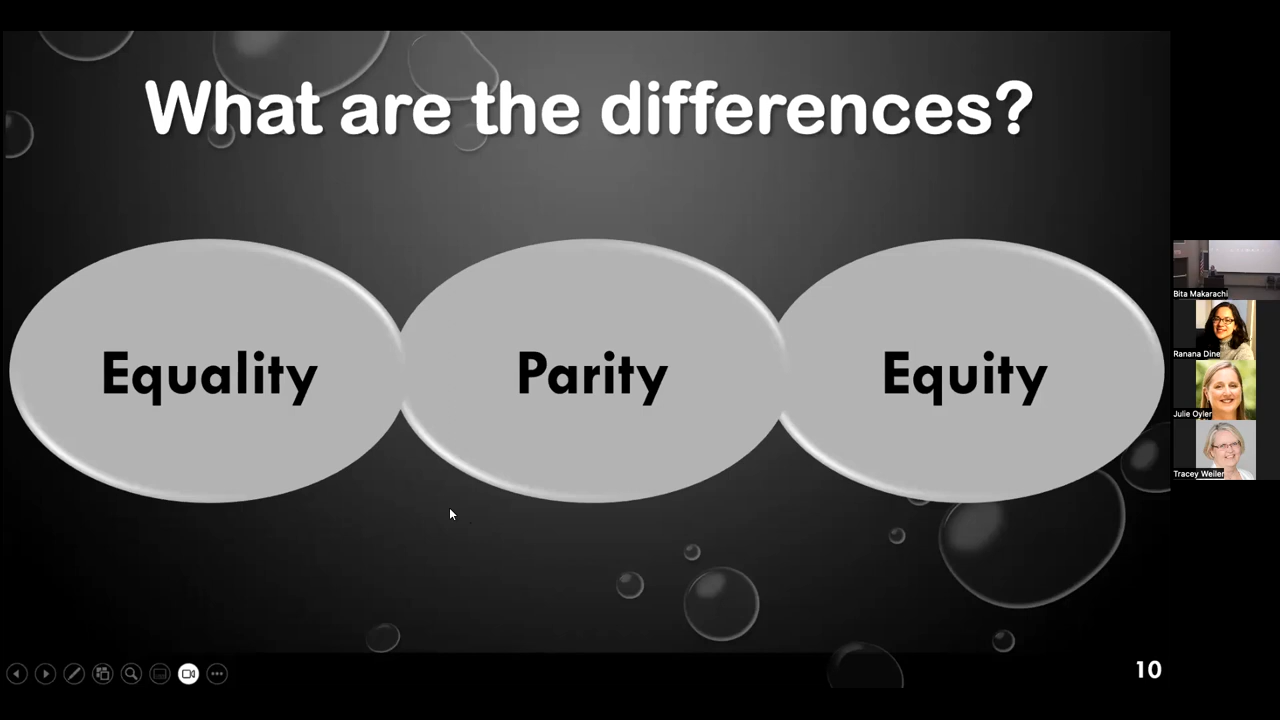 What are the differences?
Equality
Parity
Equity
Bita Makarachi
Ranana Dine
Julie Oyler
Tracey Weiler
10